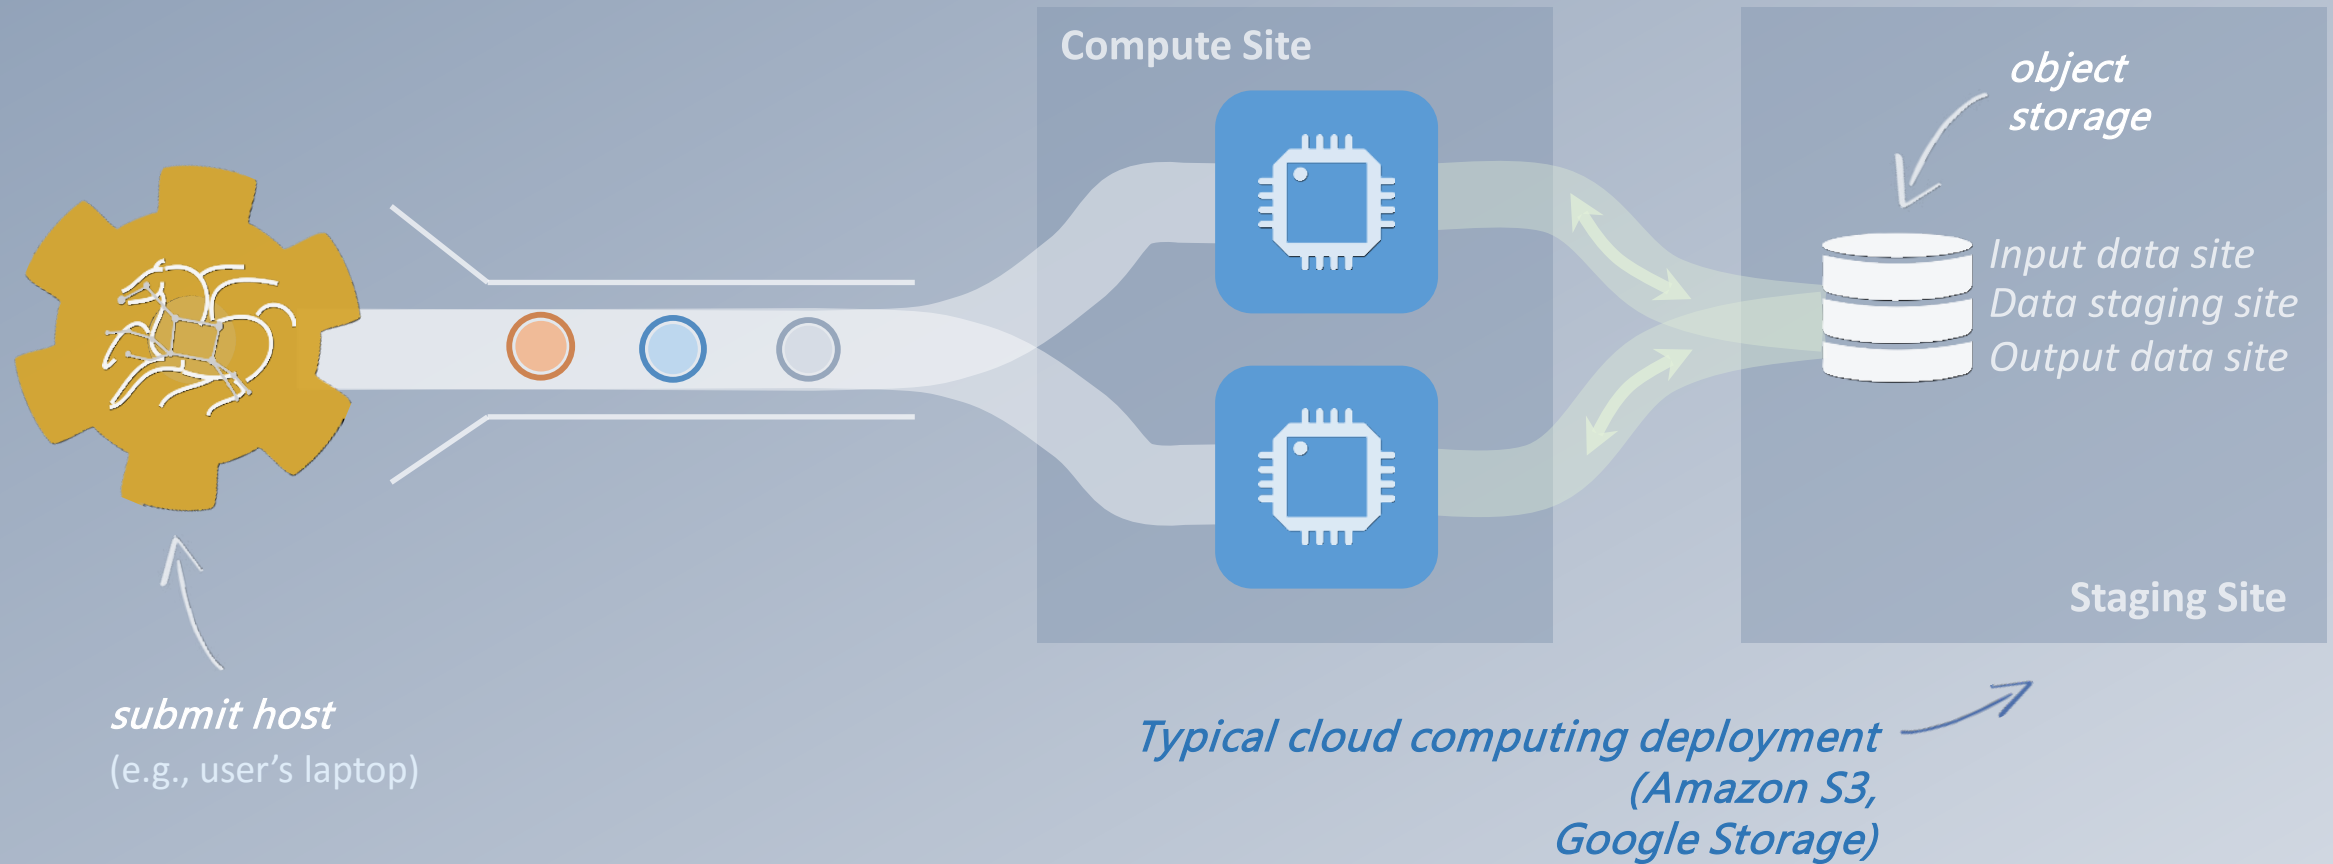 Compute Site
object
storage
Input data site
Data staging site
Output data site
Staging Site
submit host
(e.g., user's laptop)
Typical cloud computing deployment
(Amazon S3,
Google Storage)